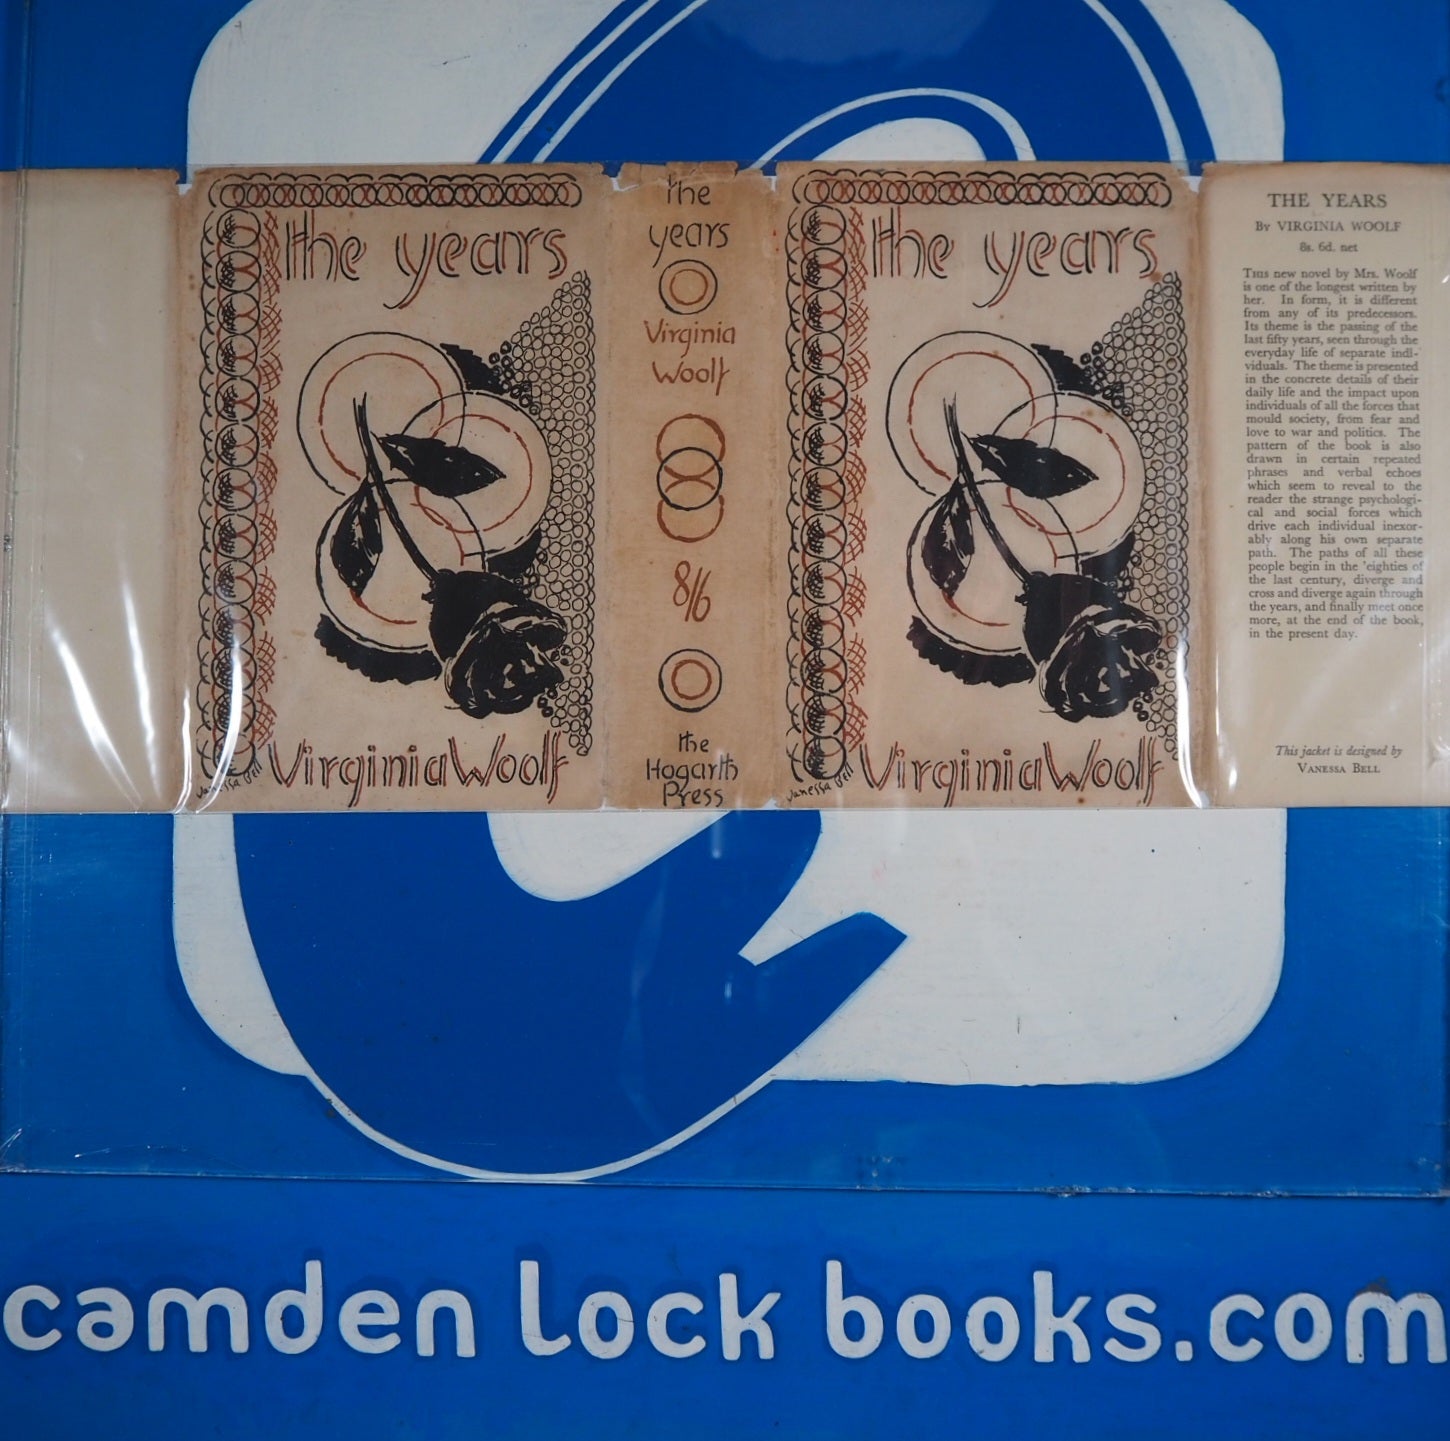 the years
Virginia Woolf
Vanessa Bell
the
years
Virginia
Woolf
8/6
the
Hogarth
Press
the years
Virginia Woolf
Vanessa Bell
THE YEARS
By VIRGINIA WOOLF
8s. 6d. net
This new novel by Mrs. Woolf
is one of the longest written by
her. In form, it is different
from any of its predecessors.
Its theme is the passing of the
last fifty years, seen through the
everyday life of separate indi-
viduals. The theme is presented
in the concrete details of their
daily life and the impact upon
individuals of all the forces that
mould society, from fear and
love to war and politics. The
pattern of the book is also
drawn in certain repeated
phrases and verbal echoes
which seem to reveal to the
reader the strange psychologi-
cal and social forces which
drive each individual inexor-
ably along his own separate
path. The paths of all these
people begin in the 'eighties of
the last century, diverge and
cross and diverge again through
the years, and finally meet once
more, at the end of the book,
in the present day.
This jacket is designed by
VANESSA BELL
camden lock books.com